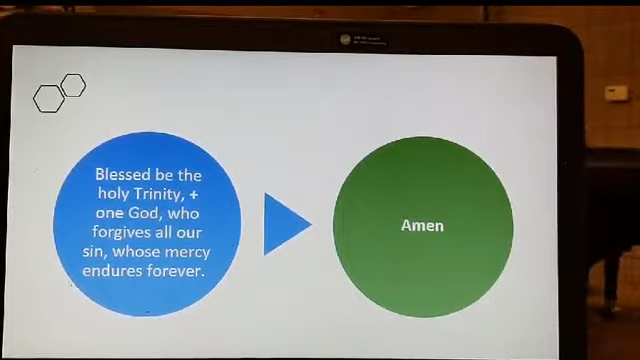 Blessed be the
holy Trinity, +
one God, who
forgives all our
sin, whose mercy
endures forever.
Amen